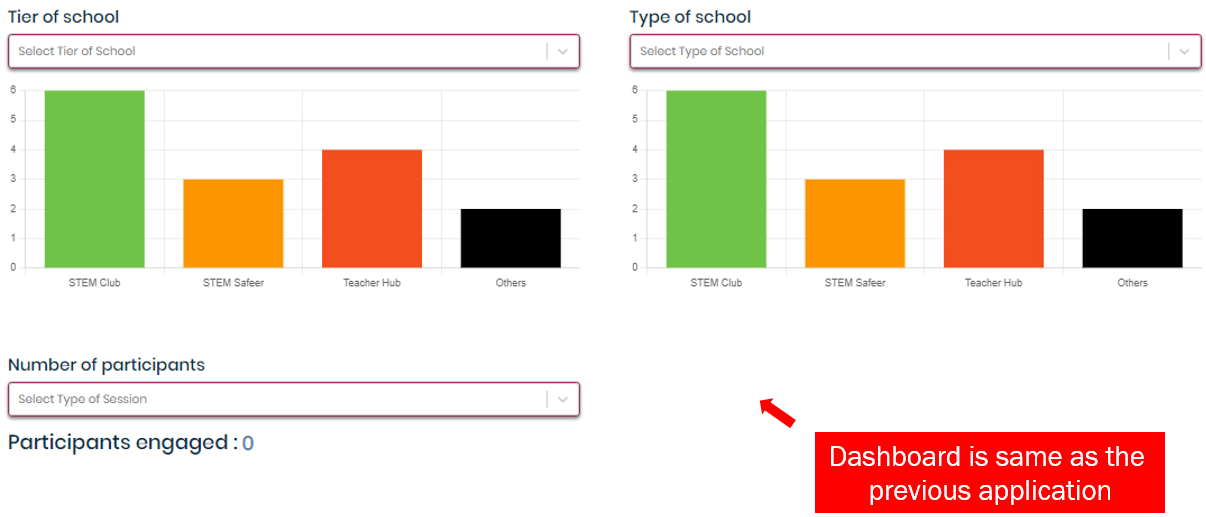 Tier of school
Select Tier of School
6
5
4
3
2
1
0
STEM Club STEM Safeer Teacher Hub Others
Type of school
Select Type of School
6
5
4
3
2
1
0
STEM Club STEM Safeer Teacher Hub Others
Number of participants
Select Type of Session
Participants engaged : 0
Dashboard is same as the
previous application